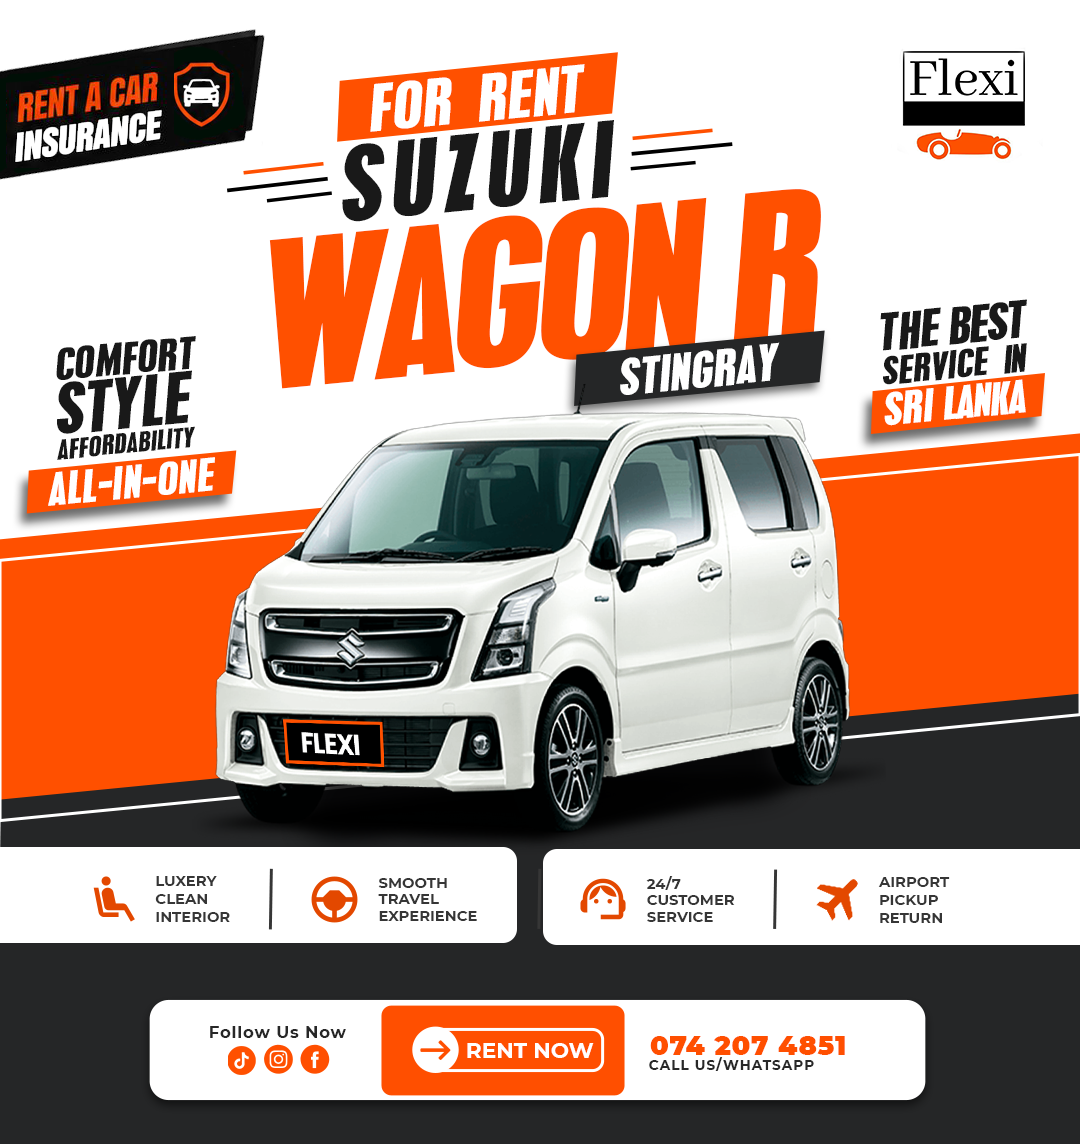 RENT A CAR
INSURANCE
FOR RENT
SUZUKI
WAGON R
STINGRAY
Flexi
COMFORT
STYLE
AFFORDABILITY
ALL-IN-ONE
THE BEST
SERVICE IN
SRI LANKA
FLEXI
LUXERY
CLEAN
INTERIOR
SMOOTH
TRAVEL
EXPERIENCE
24/7
CUSTOMER
SERVICE
AIRPORT
PICKUP
RETURN
Follow Us Now
RENT NOW
074 207 4851
CALL US/WHATSAPP